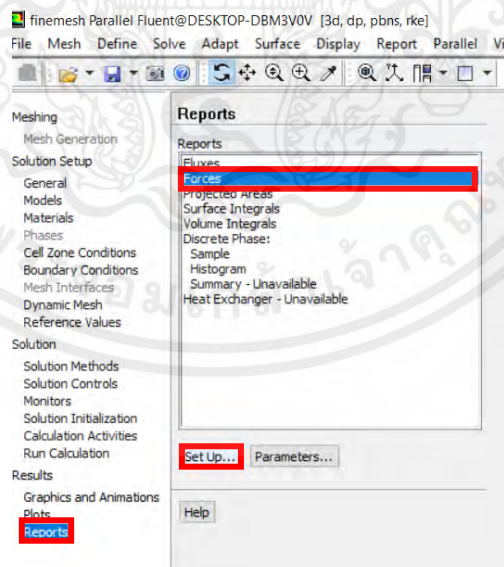 finemesh Parallel Fluent@DESKTOP-DBM3V0V [3d, dp, pbns, rke]
File Mesh Define Solve Adapt Surface Display Report Parallel Vi
Meshing
Mesh Generation
Solution Setup
General
Models
Materials
Phases
Cell Zone Conditions
Boundary Conditions
Mesh Interfaces
Dynamic Mesh
Reference Values
Solution
Solution Methods
Solution Controls
Monitors
Solution Initialization
Calculation Activities
Run Calculation
Results
Graphics and Animations
Plots
Reports
Reports
Reports
Fluxes
Forces
Projected Areas
Surface Integrals
Volume Integrals
Discrete Phase:
Sample
Histogram
Summary - Unavailable
Heat Exchanger - Unavailable
Set Up... Parameters...
Help